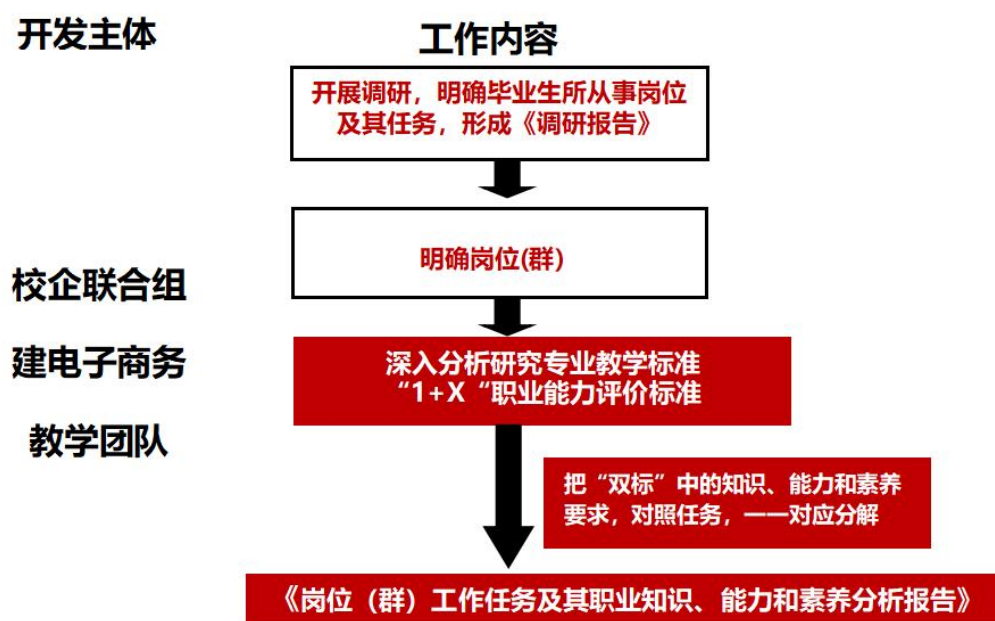 开发主体
工作内容
开展调研，明确毕业生所从事岗位
及其任务，形成《调研报告》
明确岗位(群)
校企联合组
建电子商务
教学团队
深入分析研究专业教学标准
“1+X“职业能力评价标准
把“双标”中的知识、能力和素养
要求，对照任务，一一对应分解
《岗位（群）工作任务及其职业知识、能力和素养分析报告》